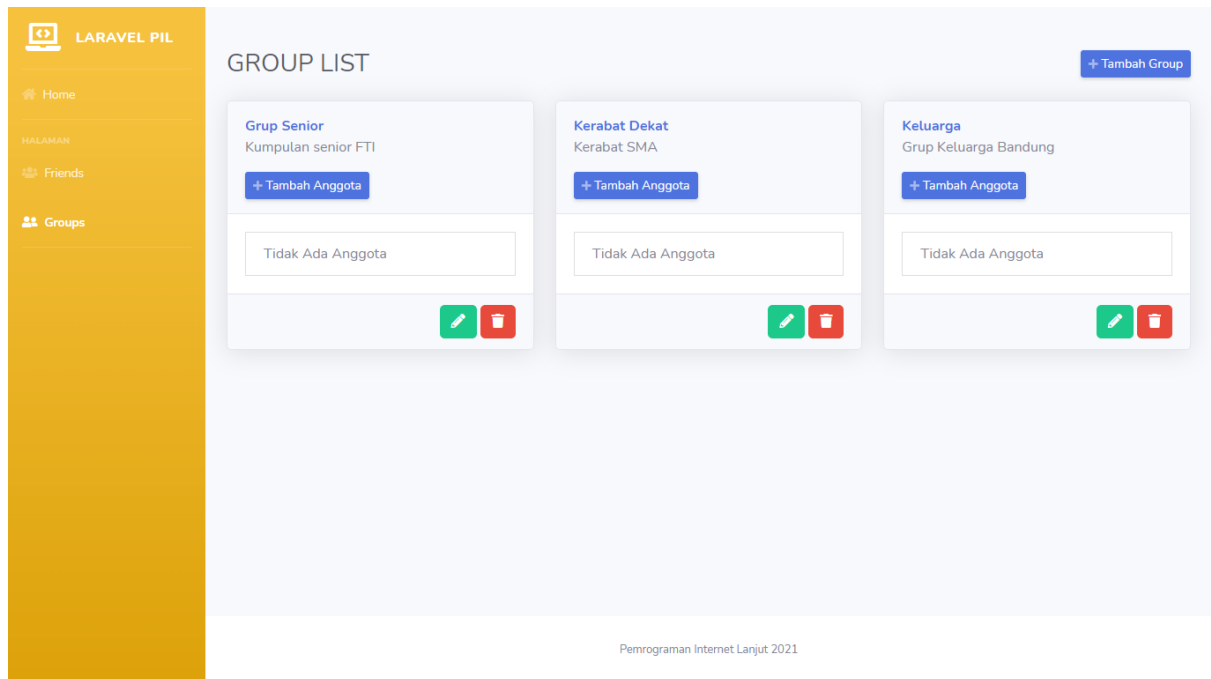 LARAVEL PIL
Home
HALAMAN
Friends
Groups
GROUP LIST
+ Tambah Group
Grup Senior
Kumpulan senior FTI
+ Tambah Anggota
Tidak Ada Anggota
Kerabat Dekat
Kerabat SMA
+ Tambah Anggota
Tidak Ada Anggota
Keluarga
Grup Keluarga Bandung
+ Tambah Anggota
Tidak Ada Anggota
Pemrograman Internet Lanjut 2021